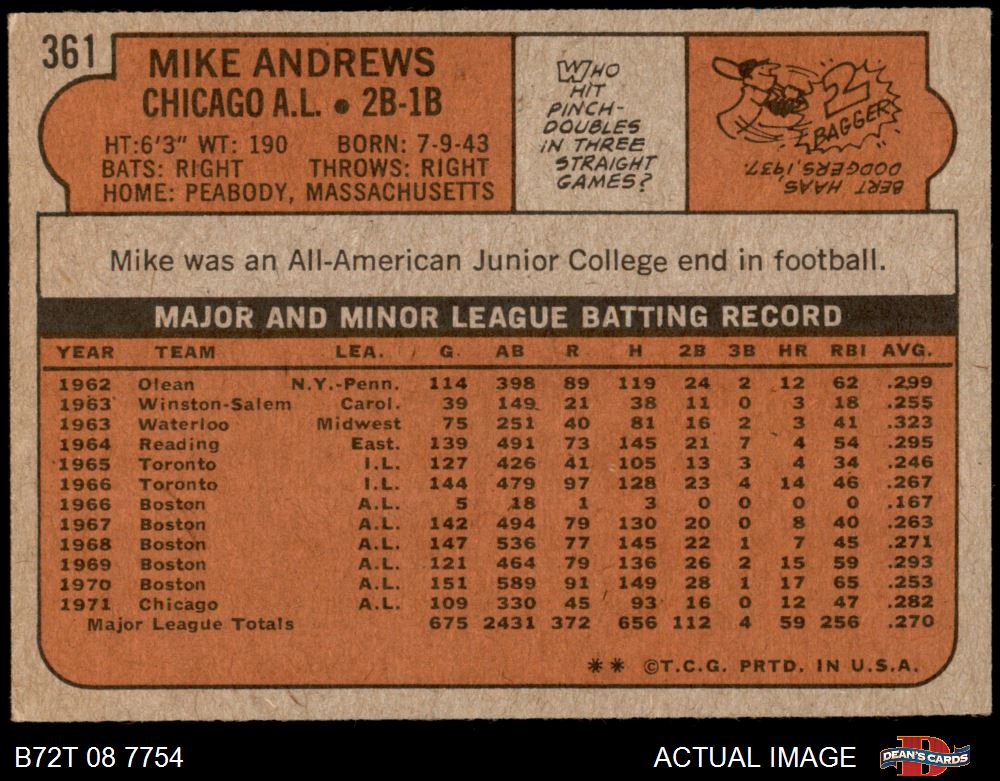 361
MIKE ANDREWS
CHICAGO A.L. • 2B-1B
HT:6'3" WT: 190 BORN: 7-9-43
BATS: RIGHT THROWS: RIGHT
HOME: PEABODY, MASSACHUSETTS
WHO
HIT
PINCH-
DOUBLES
IN THREE
STRAIGHT
GAMES?
2
BAGGER
BERT HAAS,
DODGERS, 1937.
Mike was an All-American Junior College end in football.
MAJOR AND MINOR LEAGUE BATTING RECORD
YEAR TEAM LEA. G. AB R H 2B 3B HR RBI AVG.
1962 Olean N.Y.-Penn. 114 398 89 119 24 2 12 62 .299
1963 Winston-Salem Carol. 39 149 21 38 11 0 3 18 .255
1963 Waterloo Midwest 75 251 40 81 16 2 3 41 .323
1964 Reading East. 139 491 73 145 21 7 4 54 .295
1965 Toronto I.L. 127 426 41 105 13 3 4 34 .246
1966 Toronto I.L. 144 479 97 128 23 4 14 46 .267
1966 Boston A.L. 5 18 1 3 0 0 0 0 .167
1967 Boston A.L. 142 494 79 130 20 0 8 40 .263
1968 Boston A.L. 147 536 77 145 22 1 7 45 .271
1969 Boston A.L. 121 464 79 136 26 2 15 59 .293
1970 Boston A.L. 151 589 91 149 28 1 17 65 .253
1971 Chicago A.L. 109 330 45 93 16 0 12 47 .282
Major League Totals 675 2431 372 656 112 4 59 256 .270
** ©T.C.G. PRTD. IN U.S.A.
B72T 08 7754 ACTUAL IMAGE DEAN'S CARDS